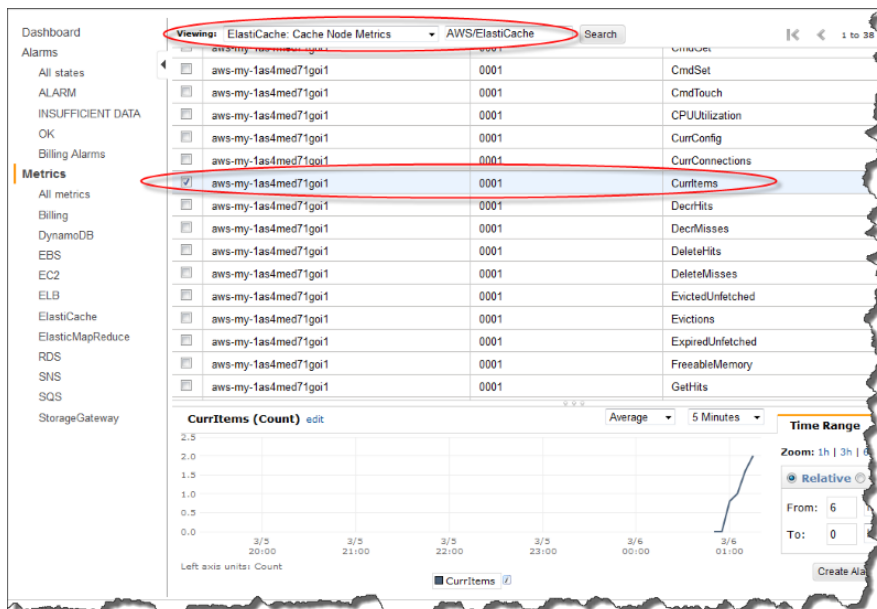 Dashboard
Alarms
All states
ALARM
INSUFFICIENT DATA
OK
Billing Alarms
Metrics
All metrics
Billing
DynamoDB
EBS
EC2
ELB
ElastiCache
ElasticMapReduce
RDS
SNS
SQS
StorageGateway
Viewing: ElastiCache: Cache Node Metrics AWS/ElastiCache Search 1 to 38
aws-my-1as4med71goi1 0001 CmdSet
aws-my-1as4med71goi1 0001 CmdTouch
aws-my-1as4med71goi1 0001 CPUUtilization
aws-my-1as4med71goi1 0001 CurrConfig
aws-my-1as4med71goi1 0001 CurrConnections
aws-my-1as4med71goi1 0001 CurrItems
aws-my-1as4med71goi1 0001 DecrHits
aws-my-1as4med71goi1 0001 DecrMisses
aws-my-1as4med71goi1 0001 DeleteHits
aws-my-1as4med71goi1 0001 DeleteMisses
aws-my-1as4med71goi1 0001 EvictedUnfetched
aws-my-1as4med71goi1 0001 Evictions
aws-my-1as4med71goi1 0001 ExpiredUnfetched
aws-my-1as4med71goi1 0001 FreeableMemory
aws-my-1as4med71goi1 0001 GetHits
CurrItems (Count) edit Average 5 Minutes
2.5
2.0
1.5
1.0
0.5
0.0
3/5 3/5 3/5 3/5 3/6 3/6
20:00 21:00 22:00 23:00 00:00 01:00
Left axis units: Count
CurrItems
Time Range
Zoom: 1h | 3h |
Relative
From: 6
To: 0
Create Ala